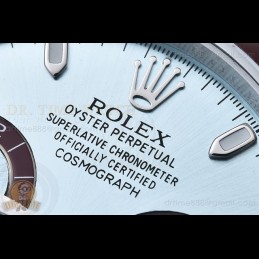 ROLEX
OYSTER PERPETUAL
SUPERLATIVE CHRONOMETER
OFFICIALLY CERTIFIED
COSMOGRAPH